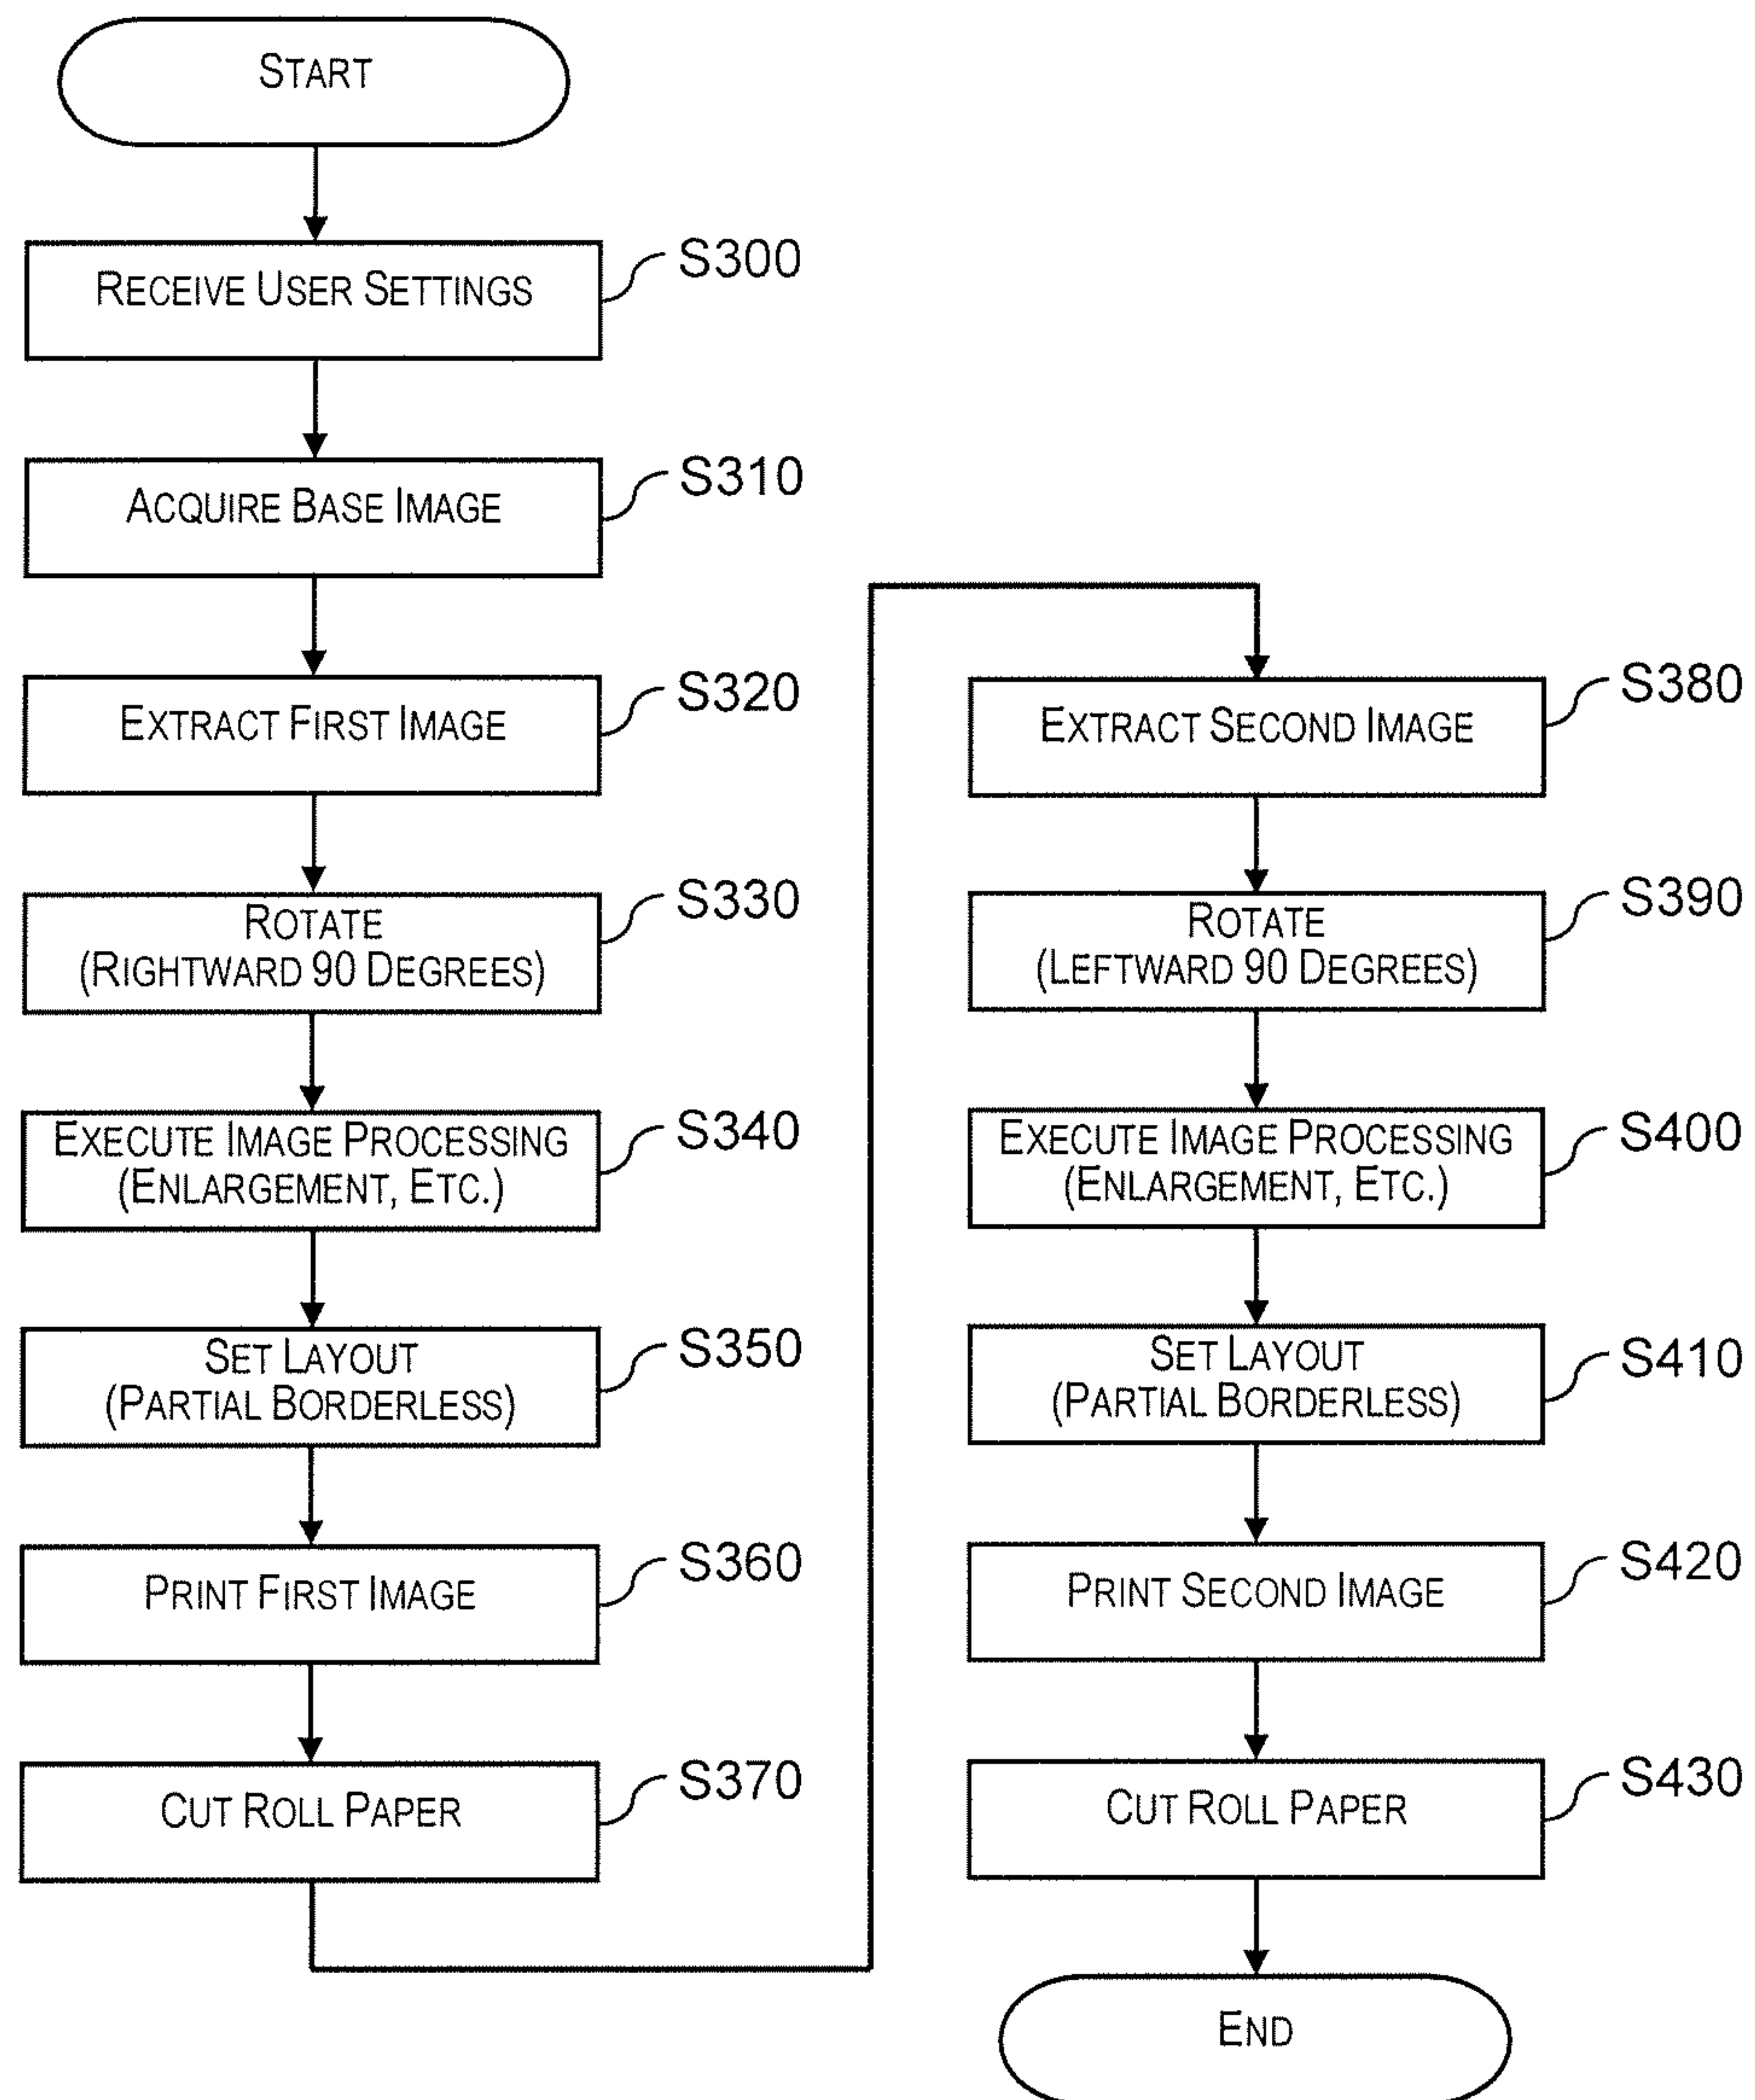 START
RECEIVE USER SETTINGS
S300
ACQUIRE BASE IMAGE
S310
EXTRACT FIRST IMAGE
S320
ROTATE
(RIGHTWARD 90 DEGREES)
S330
EXECUTE IMAGE PROCESSING
(ENLARGEMENT, ETC.)
S340
SET LAYOUT
(PARTIAL BORDERLESS)
S350
PRINT FIRST IMAGE
S360
CUT ROLL PAPER
S370
EXTRACT SECOND IMAGE
S380
ROTATE
(LEFTWARD 90 DEGREES)
S390
EXECUTE IMAGE PROCESSING
(ENLARGEMENT, ETC.)
S400
SET LAYOUT
(PARTIAL BORDERLESS)
S410
PRINT SECOND IMAGE
S420
CUT ROLL PAPER
S430
END